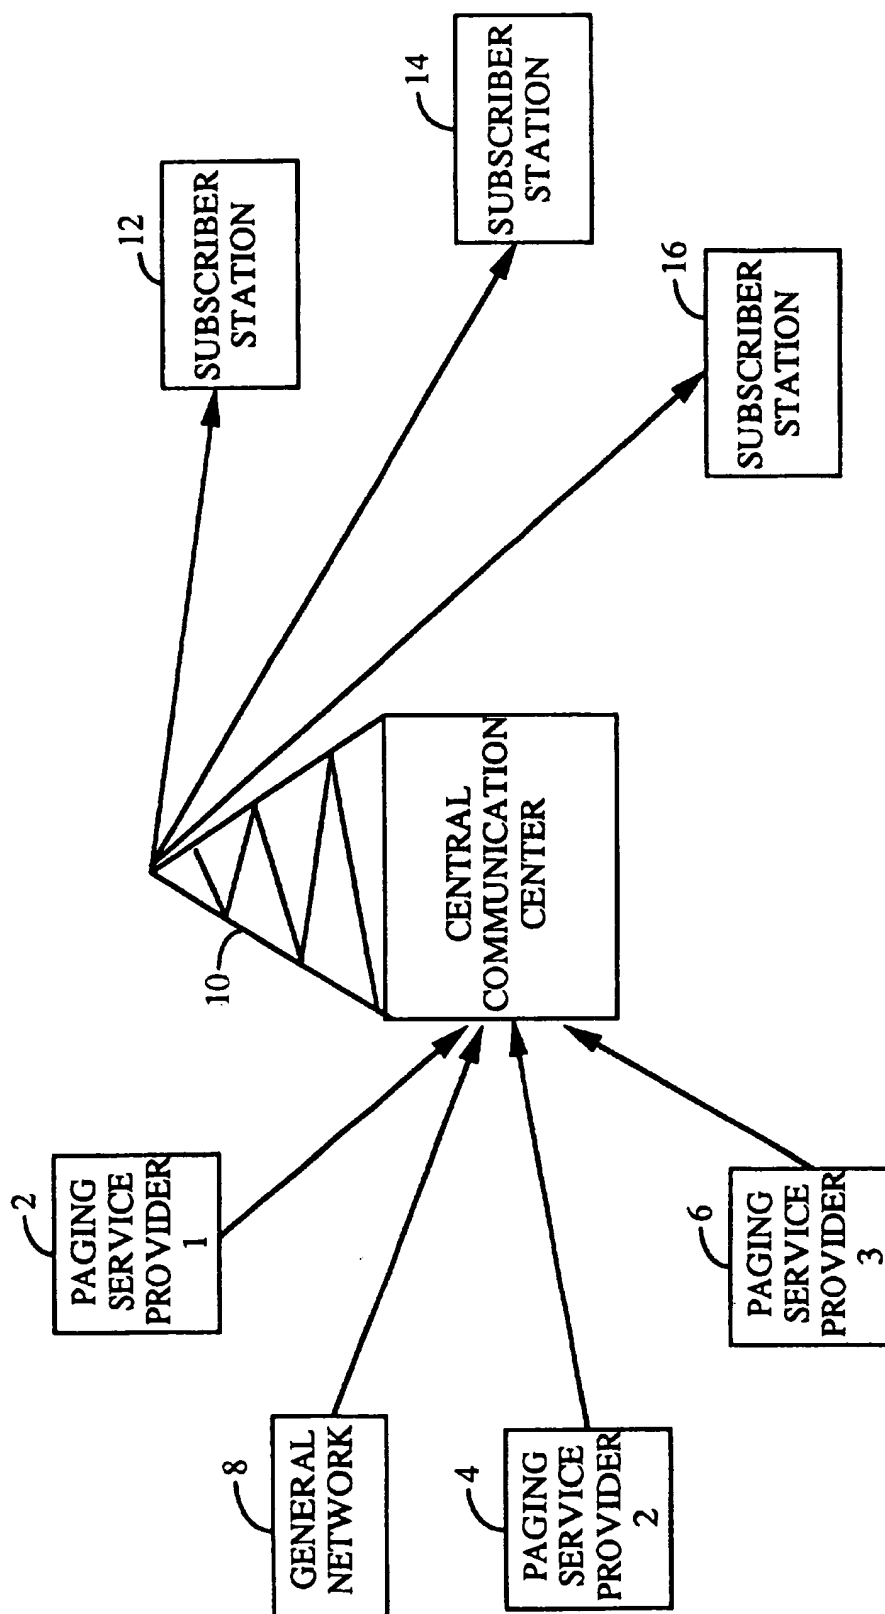 2
PAGING
SERVICE
PROVIDER
1
8
GENERAL
NETWORK
4
PAGING
SERVICE
PROVIDER
2
6
PAGING
SERVICE
PROVIDER
3
10
CENTRAL
COMMUNICATION
CENTER
12
SUBSCRIBER
STATION
14
SUBSCRIBER
STATION
16
SUBSCRIBER
STATION